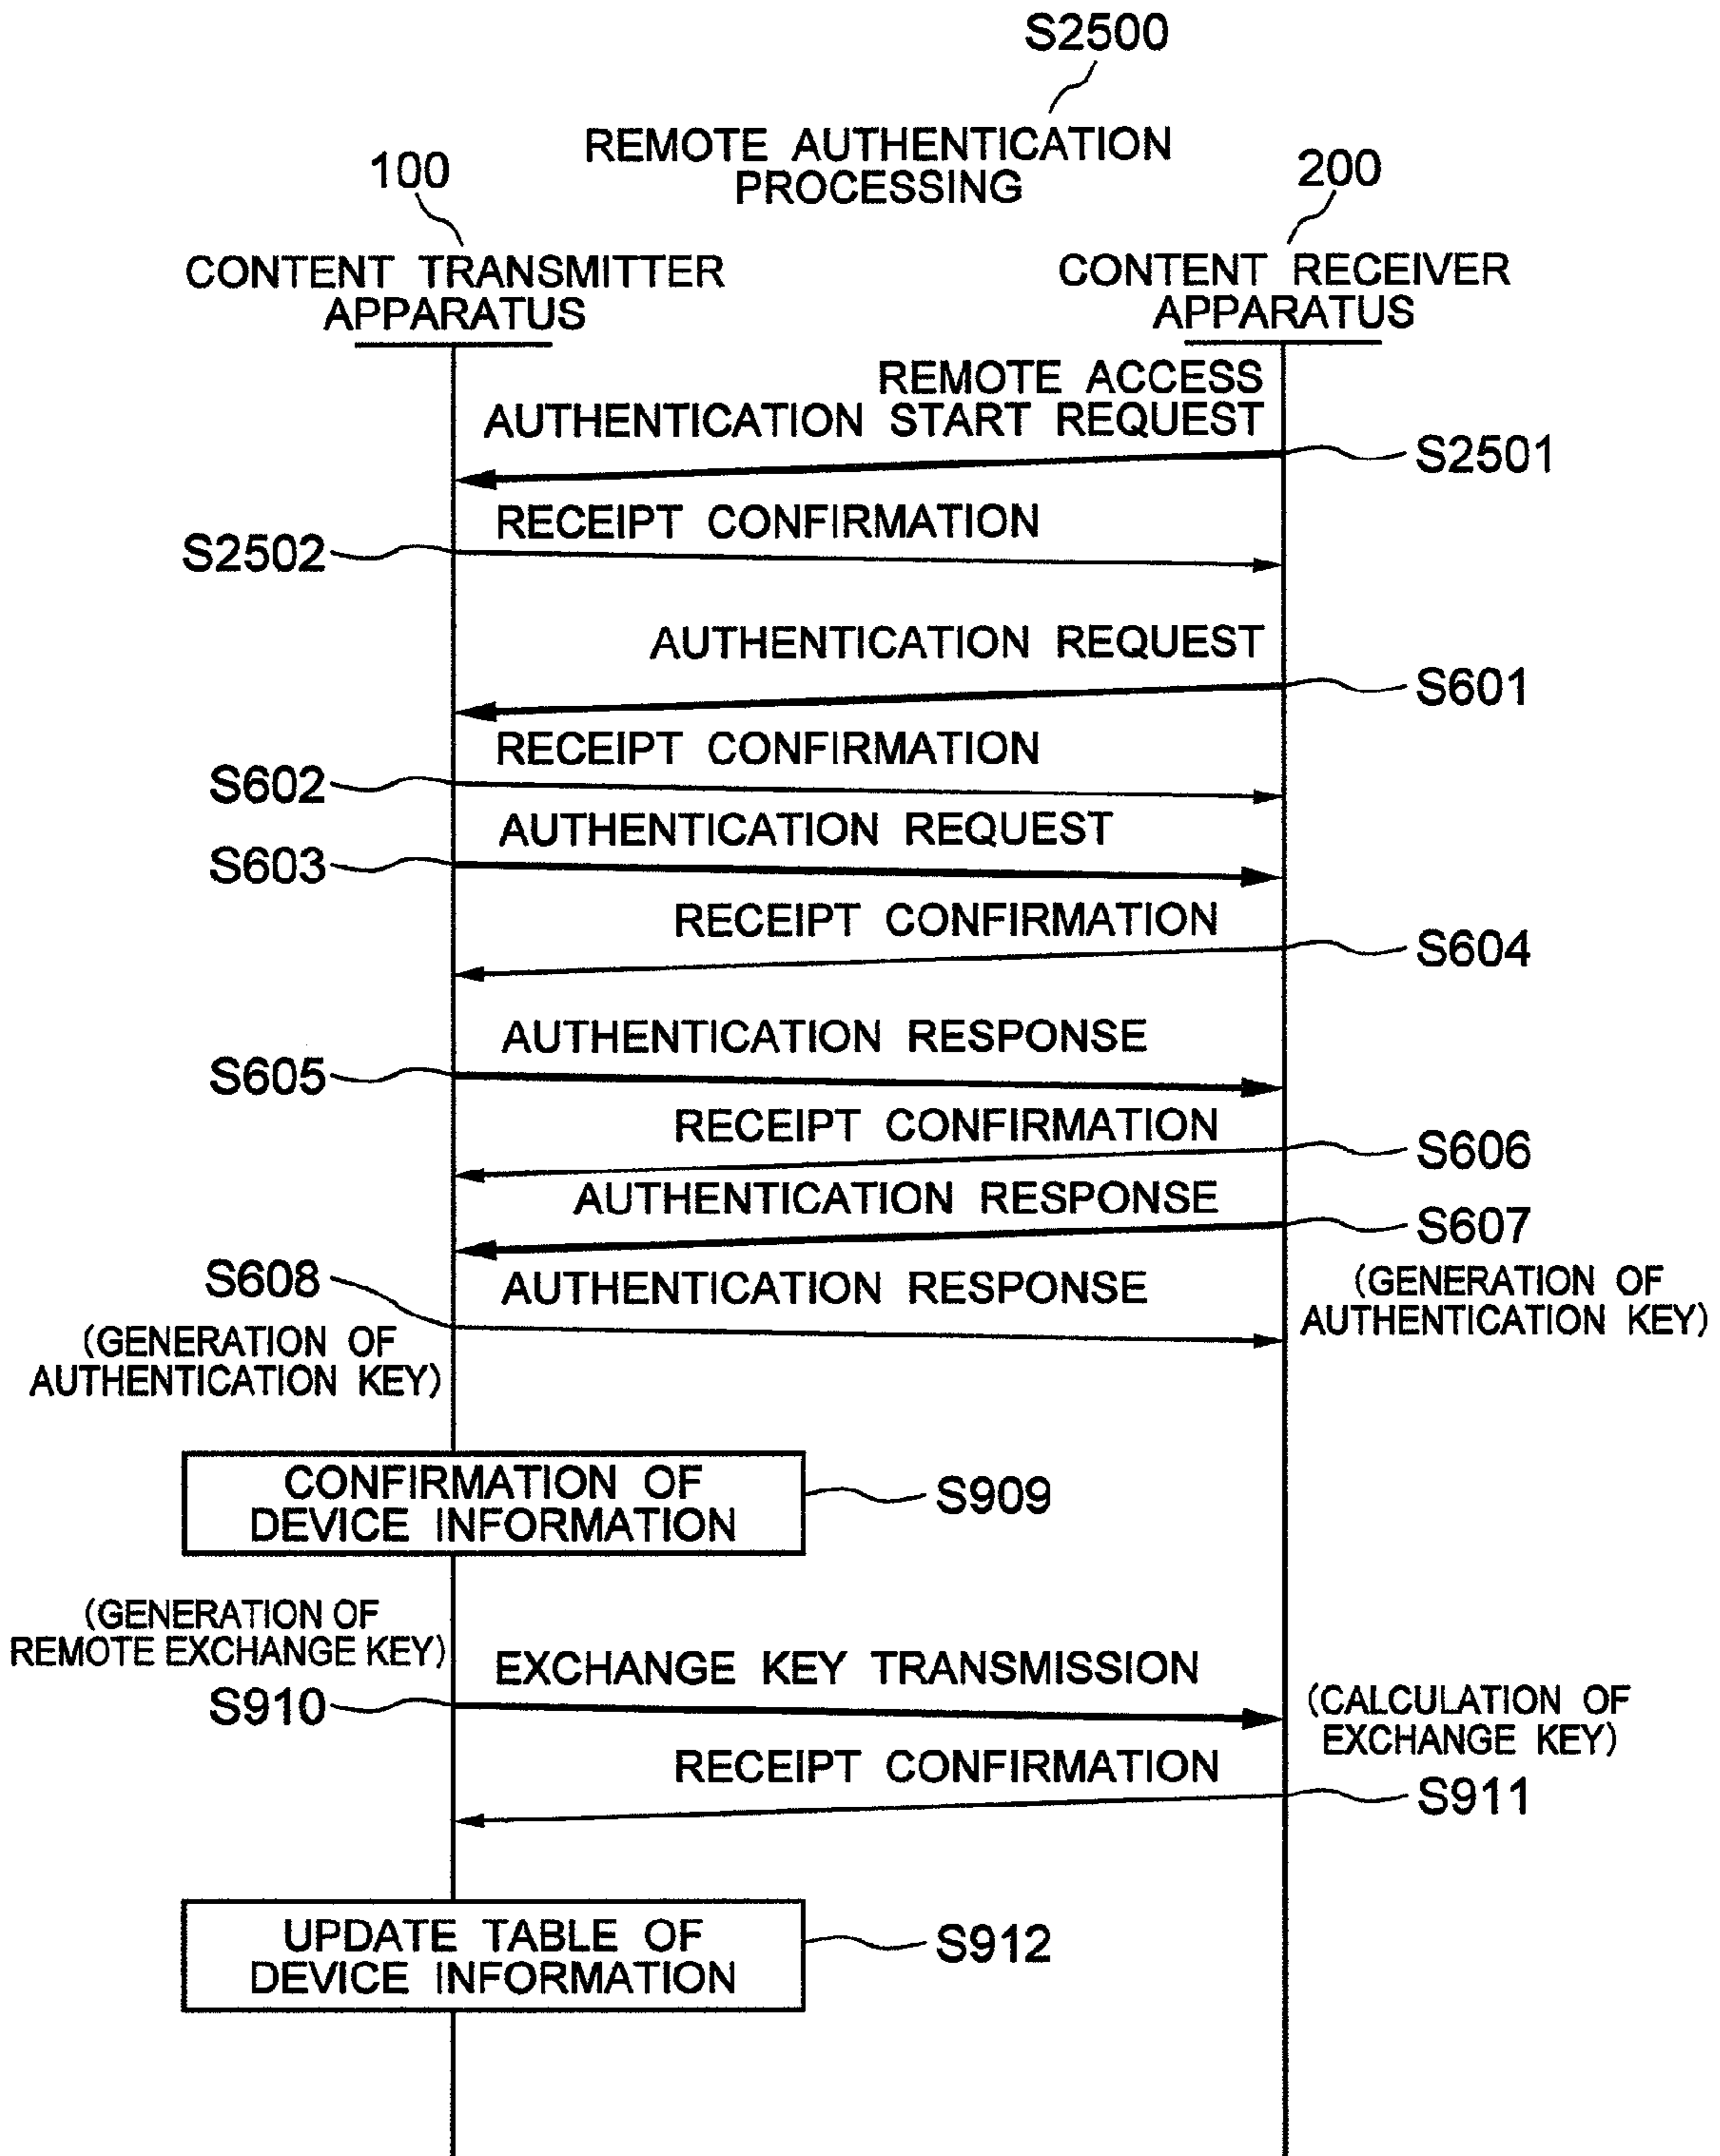 S2500
REMOTE AUTHENTICATION
PROCESSING
100
200
CONTENT TRANSMITTER
APPARATUS
CONTENT RECEIVER
APPARATUS
REMOTE ACCESS
AUTHENTICATION START REQUEST
S2501
RECEIPT CONFIRMATION
S2502
AUTHENTICATION REQUEST
S601
RECEIPT CONFIRMATION
S602
AUTHENTICATION REQUEST
S603
RECEIPT CONFIRMATION
S604
AUTHENTICATION RESPONSE
S605
RECEIPT CONFIRMATION
S606
AUTHENTICATION RESPONSE
S607
S608
AUTHENTICATION RESPONSE
(GENERATION OF
AUTHENTICATION KEY)
(GENERATION OF
AUTHENTICATION KEY)
CONFIRMATION OF
DEVICE INFORMATION
S909
(GENERATION OF
REMOTE EXCHANGE KEY)
EXCHANGE KEY TRANSMISSION
S910
(CALCULATION OF
EXCHANGE KEY)
RECEIPT CONFIRMATION
S911
UPDATE TABLE OF
DEVICE INFORMATION
S912